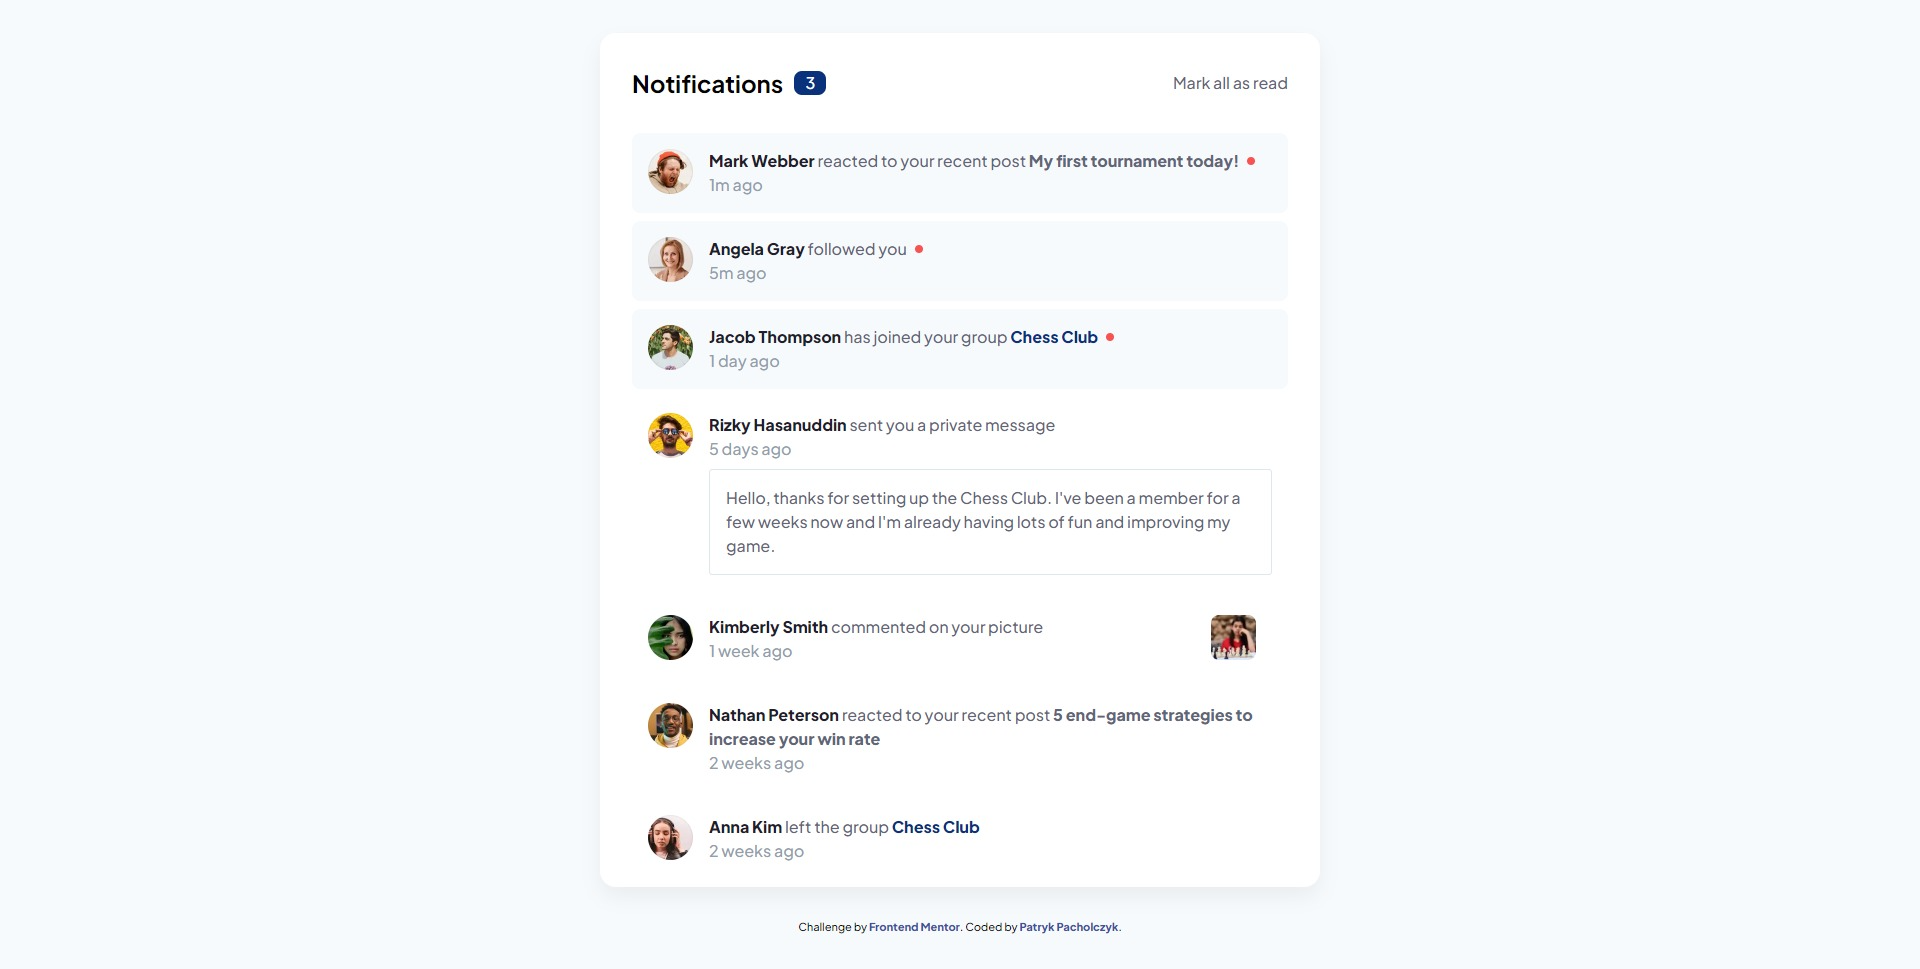 Notifications 3
Mark all as read
Mark Webber reacted to your recent post My first tournament today!
1m ago
Angela Gray followed you
5m ago
Jacob Thompson has joined your group Chess Club
1 day ago
Rizky Hasanuddin sent you a private message
5 days ago
Hello, thanks for setting up the Chess Club. I've been a member for a
few weeks now and I'm already having lots of fun and improving my
game.
Kimberly Smith commented on your picture
1 week ago
Nathan Peterson reacted to your recent post 5 end-game strategies to
increase your win rate
2 weeks ago
Anna Kim left the group Chess Club
2 weeks ago
Challenge by Frontend Mentor. Coded by Patryk Pacholczyk.